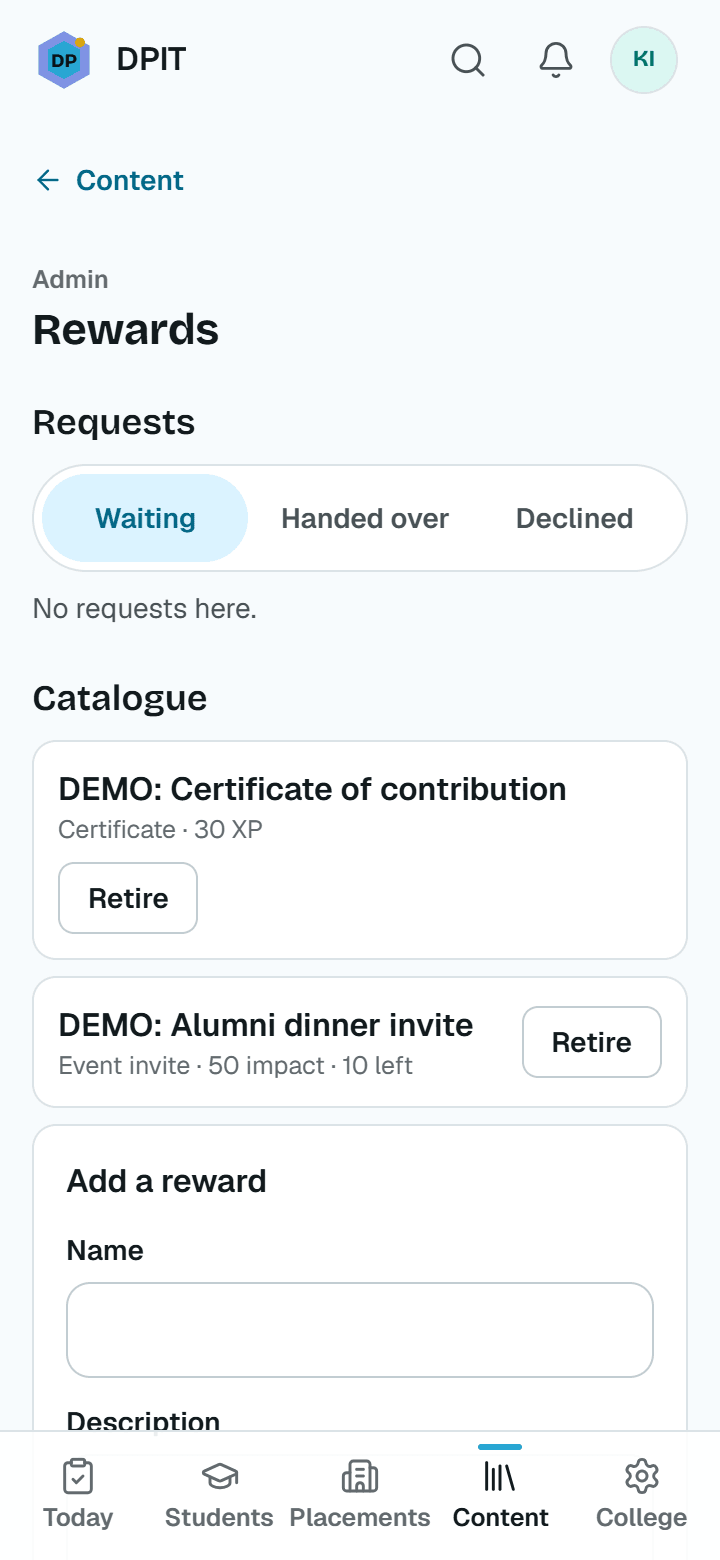 DP
DPIT
KI
Content
Admin
Rewards
Requests
Waiting
Handed over
Declined
No requests here.
Catalogue
DEMO: Certificate of contribution
Certificate · 30 XP
Retire
DEMO: Alumni dinner invite
Event invite · 50 impact · 10 left
Retire
Add a reward
Name
Description
Today
Students
Placements
Content
College